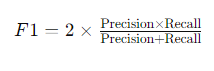 F1 = 2 × Precision×Recall / Precision+Recall